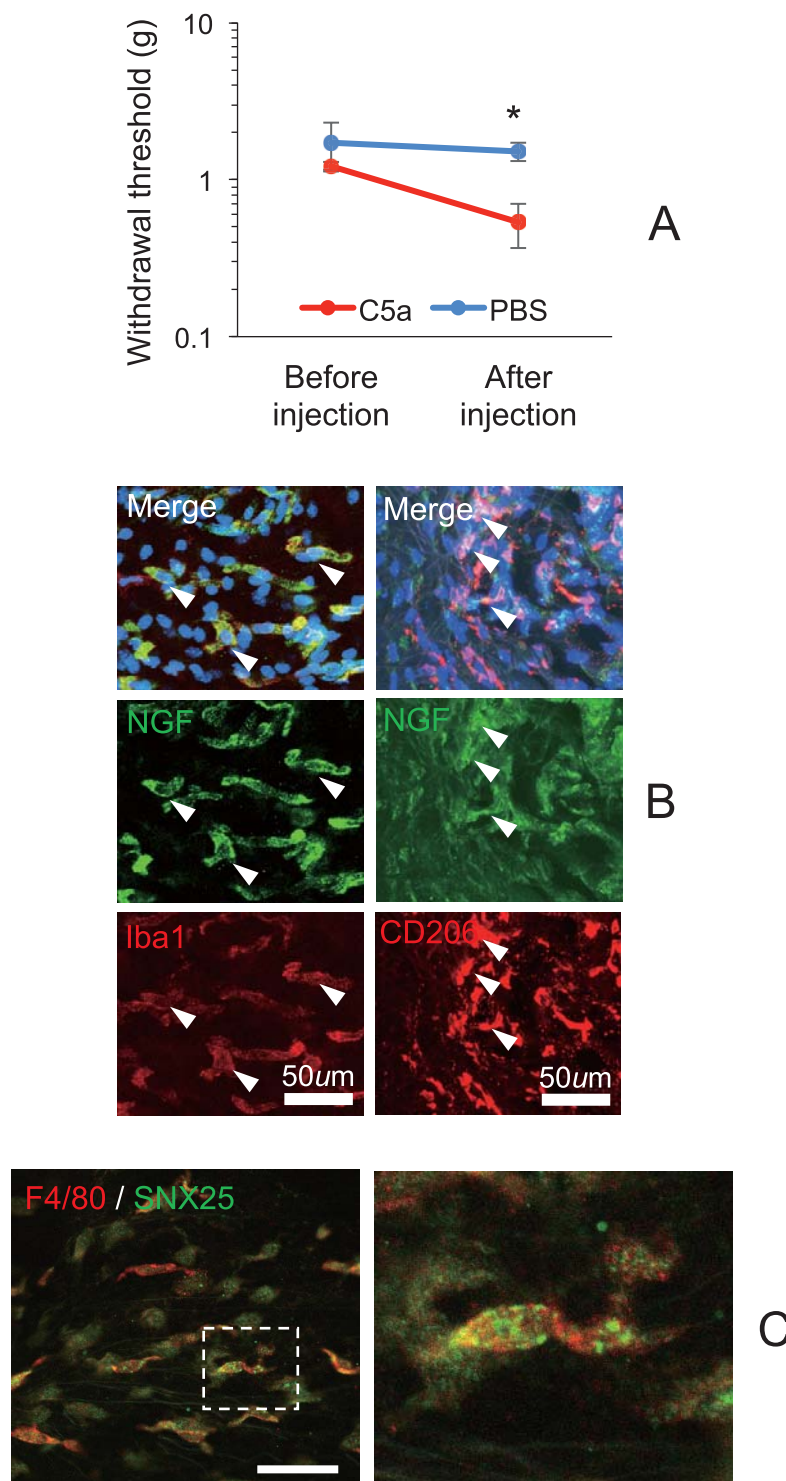 Withdrawal threshold (g)
10
1
0.1
*
C5a PBS
Before
injection
After
injection
A
Merge
Merge
NGF
NGF
B
Iba1
CD206
50um
50um
F4/80 / SNX25
C